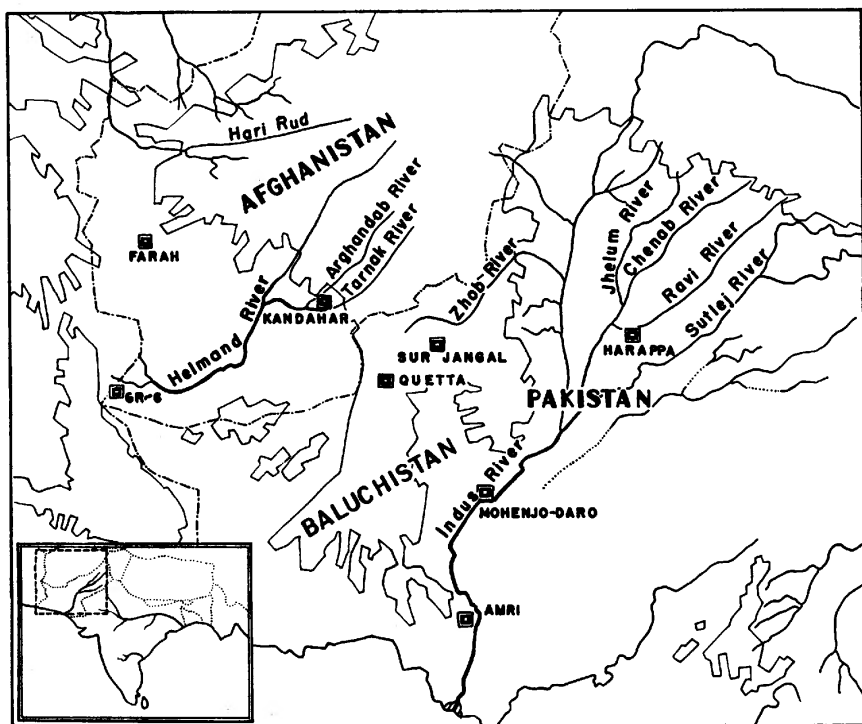 Hari Rud
AFGHANISTAN
Arghandab River
Tarnak River
FARAH
Helmand River
KANDAHAR
Zhob River
Jhelum River
Chenab River
Ravi River
Sutlej River
SUR JANGAL
HARAPPA
QUETTA
GR-6
PAKISTAN
BALUCHISTAN
Indus River
MOHENJO-DARO
AMRI